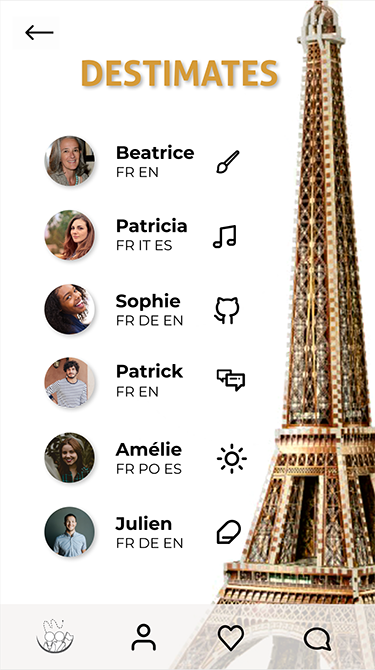 DESTIMATES
Beatrice
FR EN
Patricia
FR IT ES
Sophie
FR DE EN
Patrick
FR EN
Amélie
FR PO ES
Julien
FR DE EN